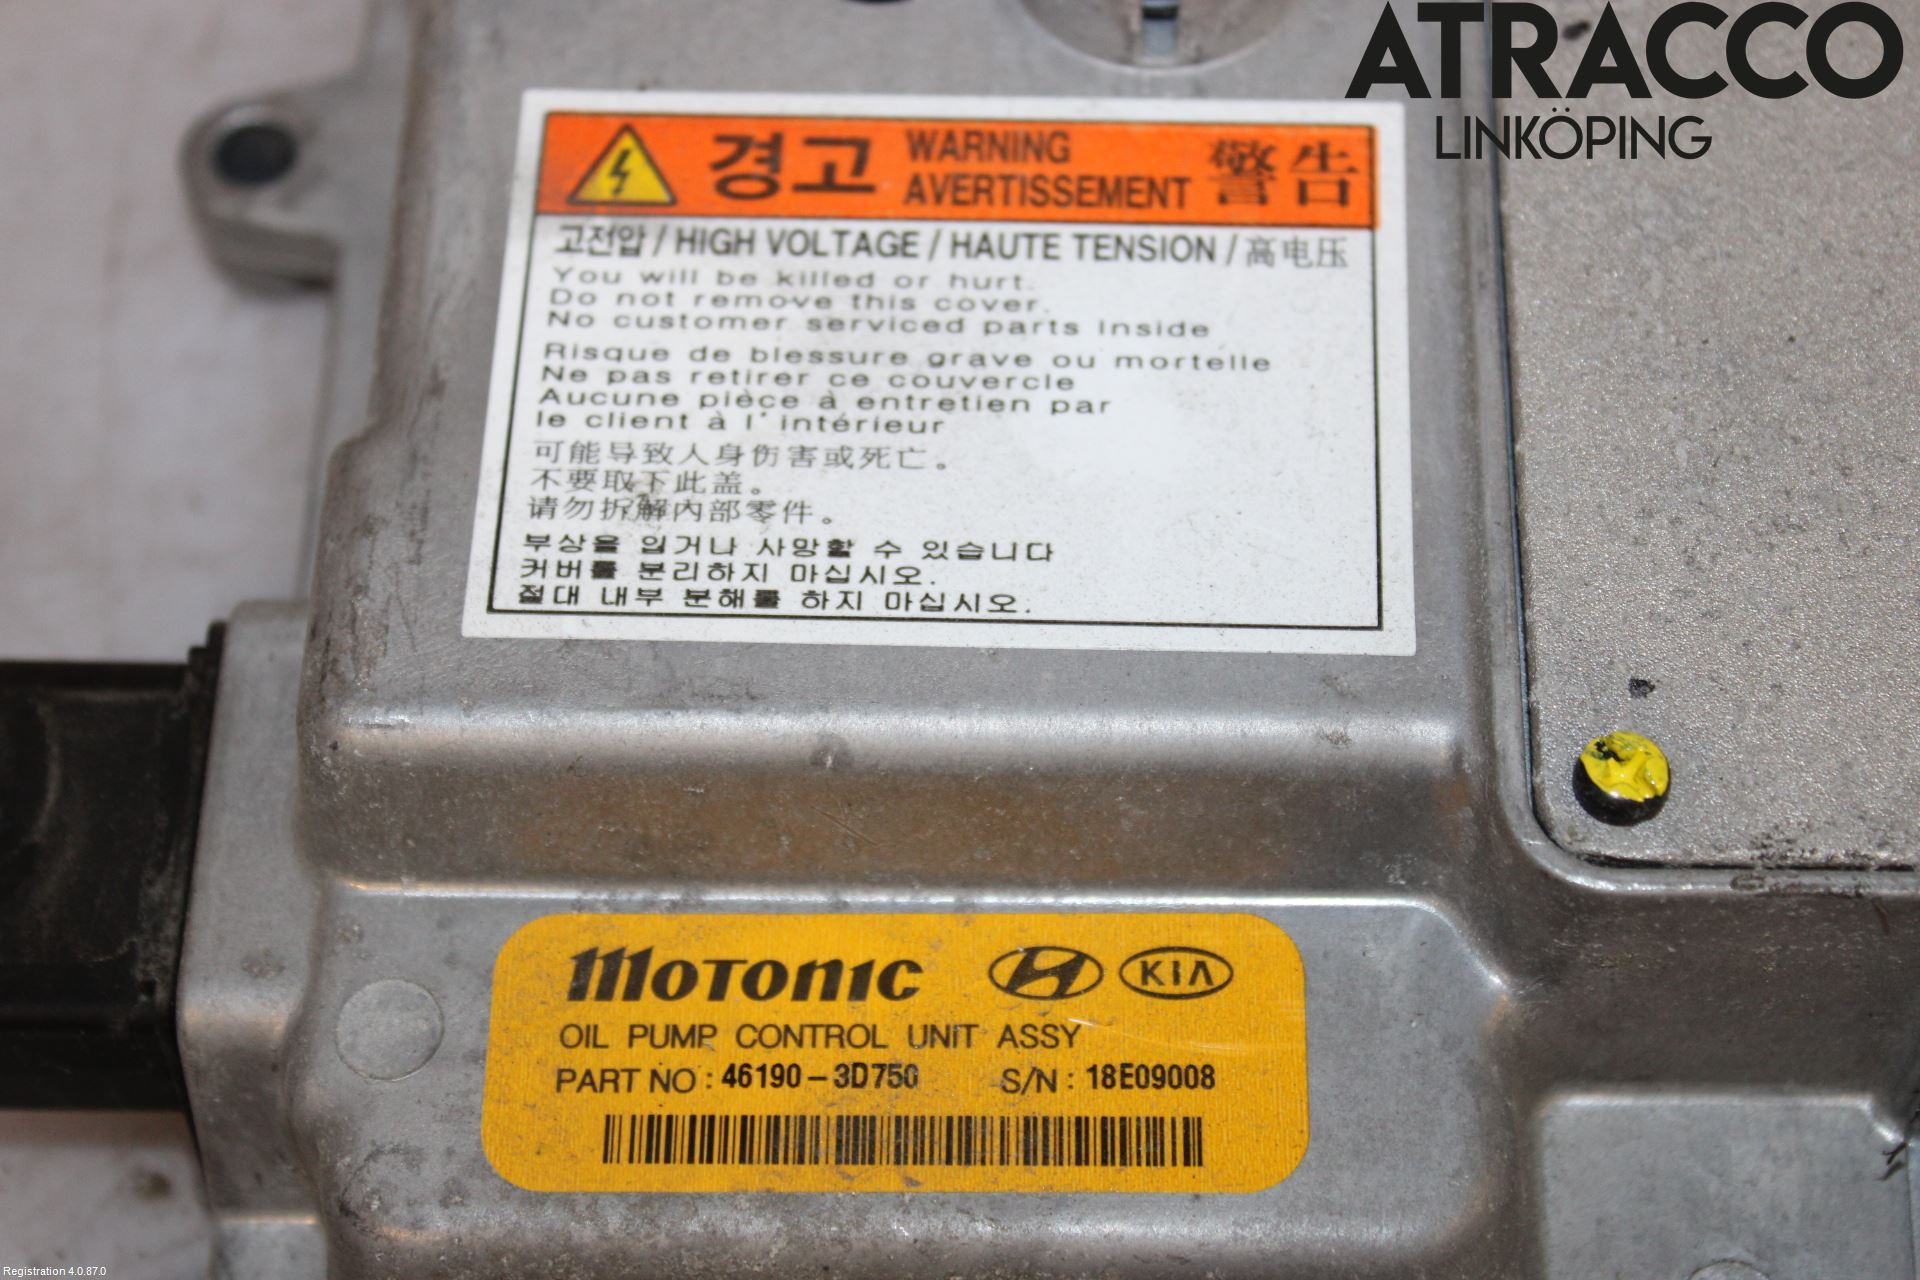 ATRACCO
LINKÖPING
경고 WARNING AVERTISSEMENT 警告
고전압 / HIGH VOLTAGE / HAUTE TENSION / 高电压
You will be killed or hurt.
Do not remove this cover.
No customer serviced parts inside
Risque de blessure grave ou mortelle
Ne pas retirer ce couvercle
Aucune pièce à entretien par
le client à l'intérieur
可能导致人身伤害或死亡。
不要取下此盖。
请勿拆解内部零件。
부상을 입거나 사망할 수 있습니다
커버를 분리하지 마십시오.
절대 내부 분해를 하지 마십시오.
MOTONIC KIA
OIL PUMP CONTROL UNIT ASSY
PART NO : 46190-3D750 S/N : 18E09008
Registration 4.0.87.0